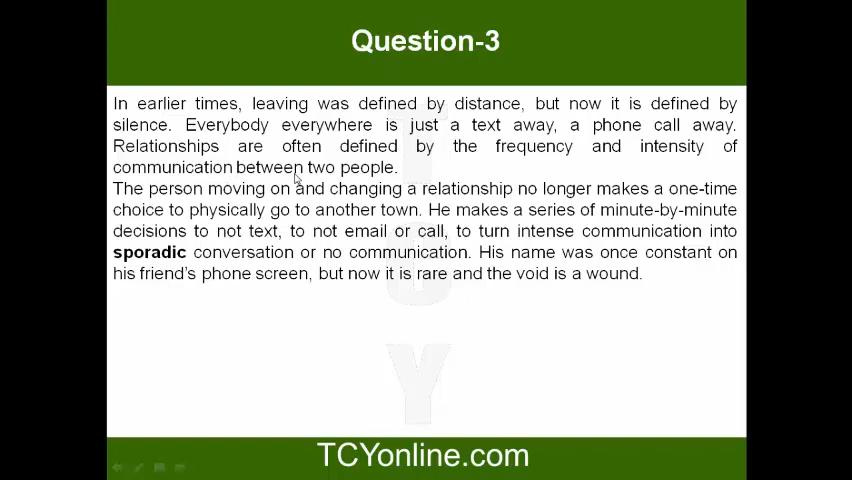 Question-3
In earlier times, leaving was defined by distance, but now it is defined by
silence. Everybody everywhere is just a text away, a phone call away.
Relationships are often defined by the frequency and intensity of
communication between two people.
The person moving on and changing a relationship no longer makes a one-time
choice to physically go to another town. He makes a series of minute-by-minute
decisions to not text, to not email or call, to turn intense communication into
sporadic conversation or no communication. His name was once constant on
his friend's phone screen, but now it is rare and the void is a wound.
T
C
Y
TCYonline.com